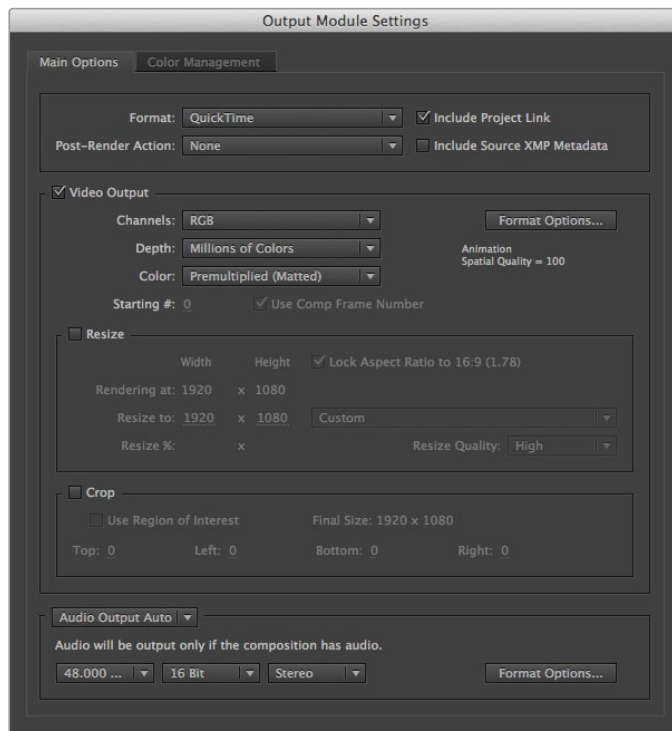 Output Module Settings
Main Options Color Management
Format: QuickTime Include Project Link
Post-Render Action: None Include Source XMP Metadata
Video Output
Channels: RGB Format Options...
Depth: Millions of Colors Animation
Spatial Quality = 100
Color: Premultiplied (Matted)
Starting #: 0 Use Comp Frame Number
Resize
Width Height Lock Aspect Ratio to 16:9 (1.78)
Rendering at: 1920 x 1080
Resize to: 1920 x 1080 Custom
Resize %: x Resize Quality: High
Crop
Use Region of Interest Final Size: 1920 x 1080
Top: 0 Left: 0 Bottom: 0 Right: 0
Audio Output Auto
Audio will be output only if the composition has audio.
48.000 ... 16 Bit Stereo Format Options...